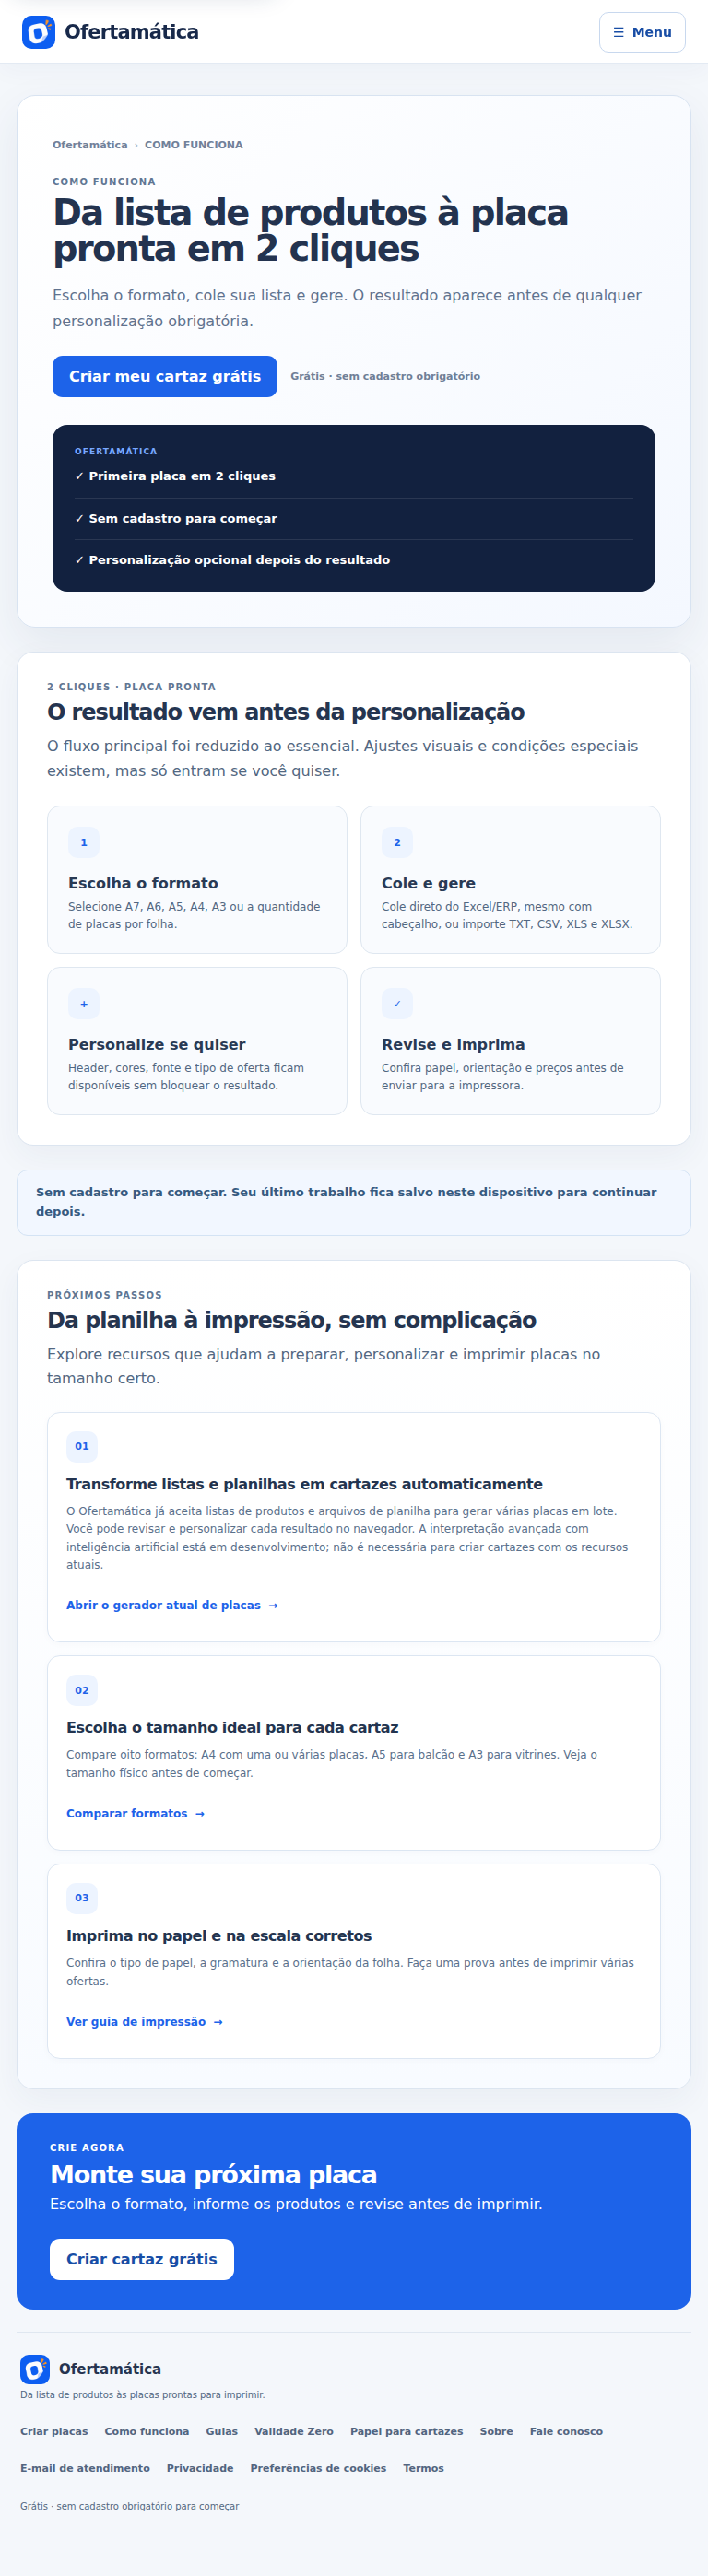 Ofertamática
☰ Menu
Ofertamática › COMO FUNCIONA
COMO FUNCIONA
Da lista de produtos à placa
pronta em 2 cliques
Escolha o formato, cole sua lista e gere. O resultado aparece antes de qualquer
personalização obrigatória.
Criar meu cartaz grátis
Grátis · sem cadastro obrigatório
OFERTAMÁTICA
✓ Primeira placa em 2 cliques
✓ Sem cadastro para começar
✓ Personalização opcional depois do resultado
2 CLIQUES · PLACA PRONTA
O resultado vem antes da personalização
O fluxo principal foi reduzido ao essencial. Ajustes visuais e condições especiais
existem, mas só entram se você quiser.
1
Escolha o formato
Selecione A7, A6, A5, A4, A3 ou a quantidade
de placas por folha.
2
Cole e gere
Cole direto do Excel/ERP, mesmo com
cabeçalho, ou importe TXT, CSV, XLS e XLSX.
+
Personalize se quiser
Header, cores, fonte e tipo de oferta ficam
disponíveis sem bloquear o resultado.
✓
Revise e imprima
Confira papel, orientação e preços antes de
enviar para a impressora.
Sem cadastro para começar. Seu último trabalho fica salvo neste dispositivo para continuar
depois.
PRÓXIMOS PASSOS
Da planilha à impressão, sem complicação
Explore recursos que ajudam a preparar, personalizar e imprimir placas no
tamanho certo.
01
Transforme listas e planilhas em cartazes automaticamente
O Ofertamática já aceita listas de produtos e arquivos de planilha para gerar várias placas em lote.
Você pode revisar e personalizar cada resultado no navegador. A interpretação avançada com
inteligência artificial está em desenvolvimento; não é necessária para criar cartazes com os recursos
atuais.
Abrir o gerador atual de placas →
02
Escolha o tamanho ideal para cada cartaz
Compare oito formatos: A4 com uma ou várias placas, A5 para balcão e A3 para vitrines. Veja o
tamanho físico antes de começar.
Comparar formatos →
03
Imprima no papel e na escala corretos
Confira o tipo de papel, a gramatura e a orientação da folha. Faça uma prova antes de imprimir várias
ofertas.
Ver guia de impressão →
CRIE AGORA
Monte sua próxima placa
Escolha o formato, informe os produtos e revise antes de imprimir.
Criar cartaz grátis
Ofertamática
Da lista de produtos às placas prontas para imprimir.
Criar placas Como funciona Guias Validade Zero Papel para cartazes Sobre Fale conosco
E-mail de atendimento Privacidade Preferências de cookies Termos
Grátis · sem cadastro obrigatório para começar